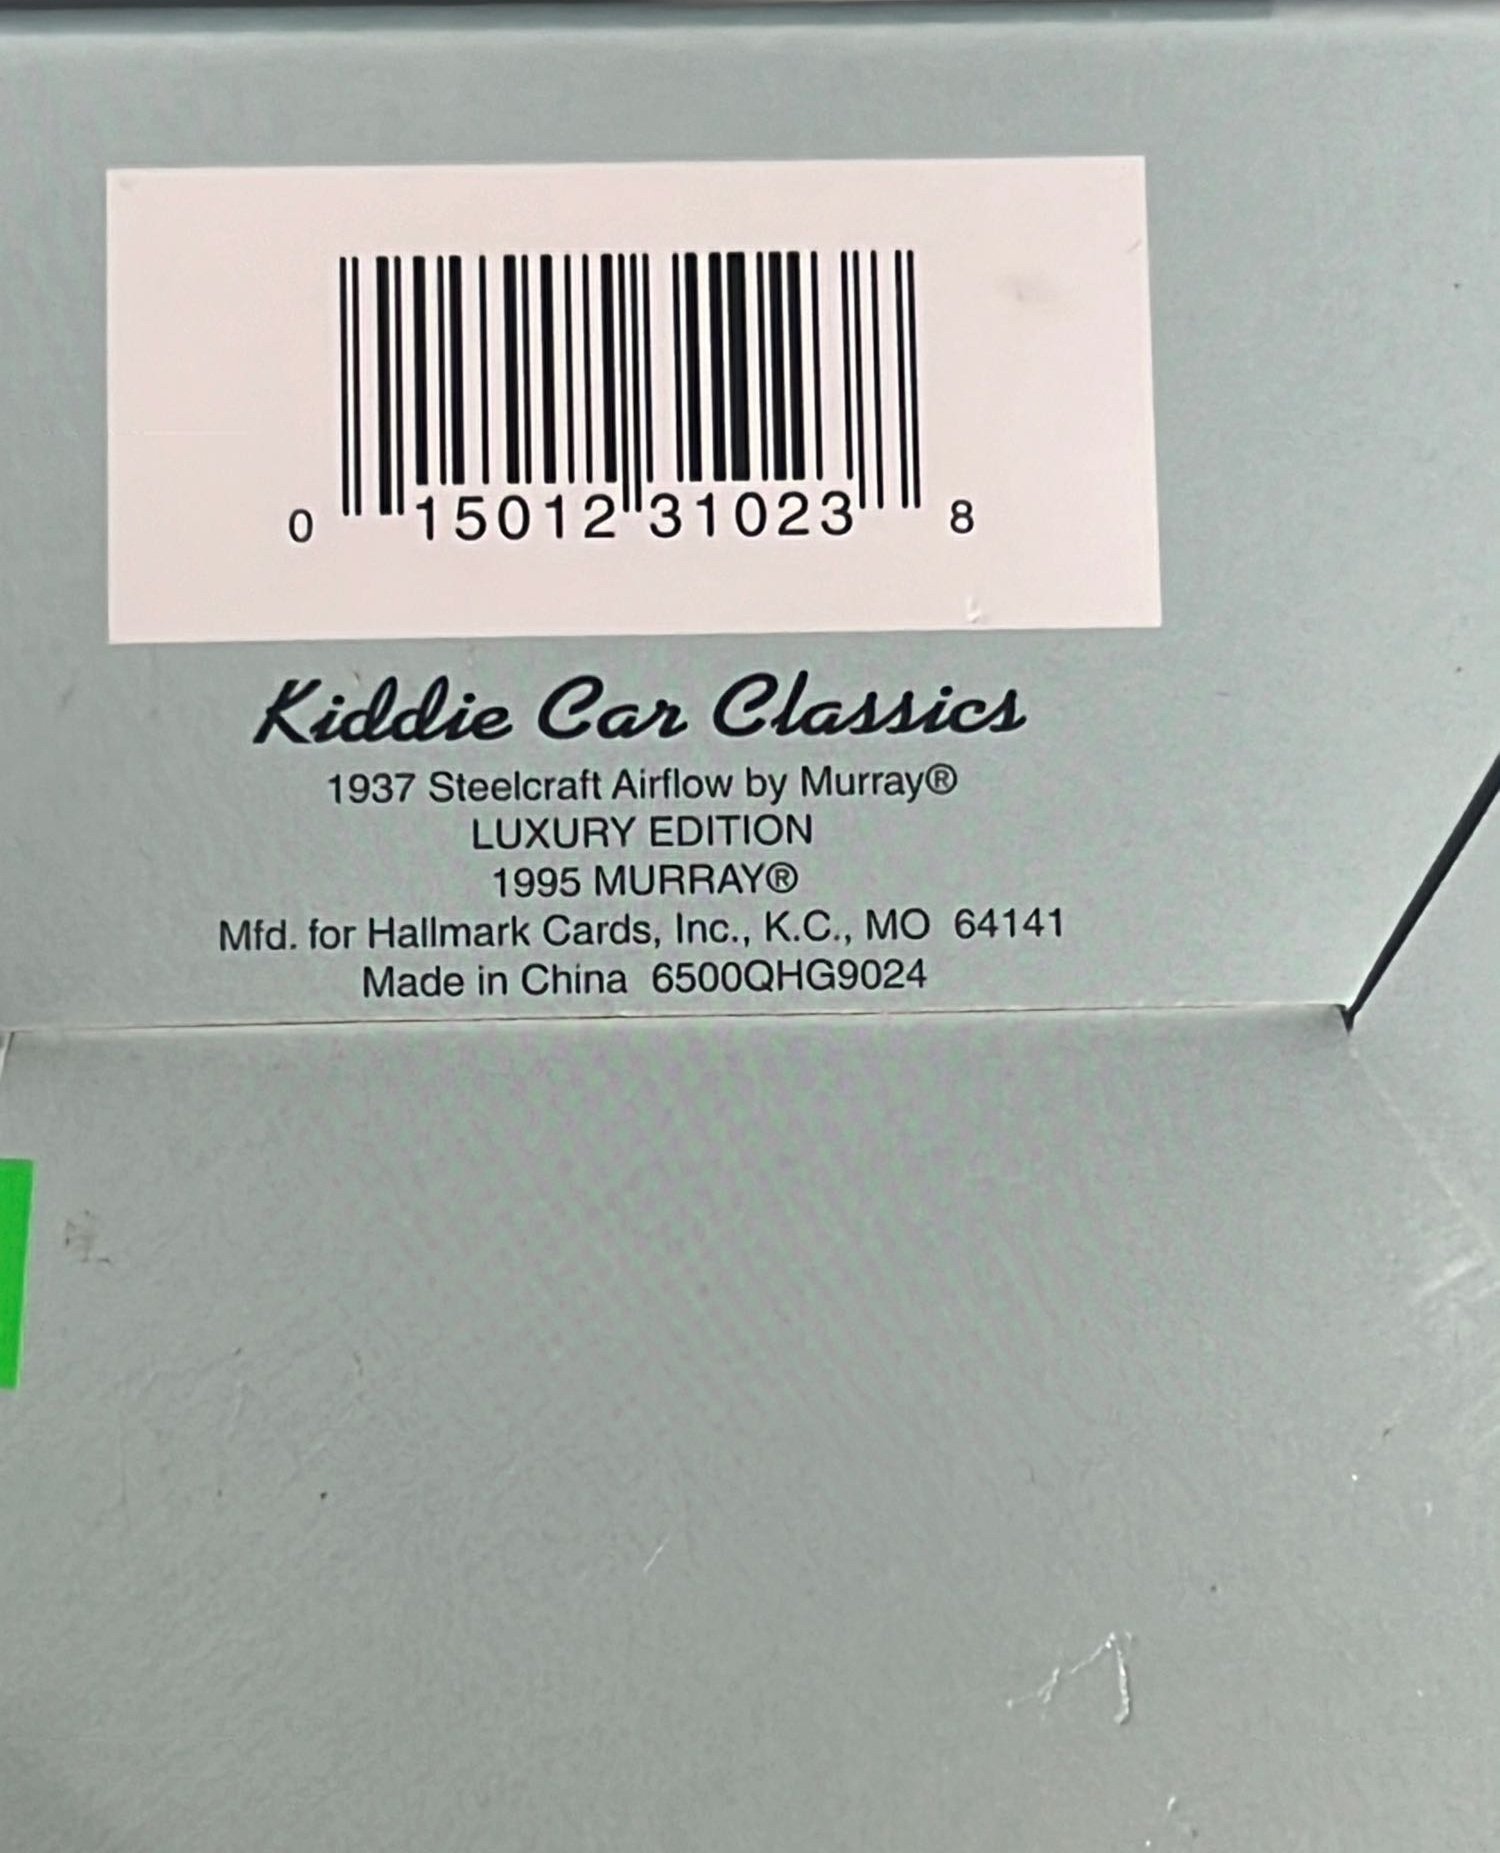 0 15012 31023 8
Kiddie Car Classics
1937 Steelcraft Airflow by Murray®
LUXURY EDITION
1995 MURRAY®
Mfd. for Hallmark Cards, Inc., K.C., MO 64141
Made in China 6500QHG9024